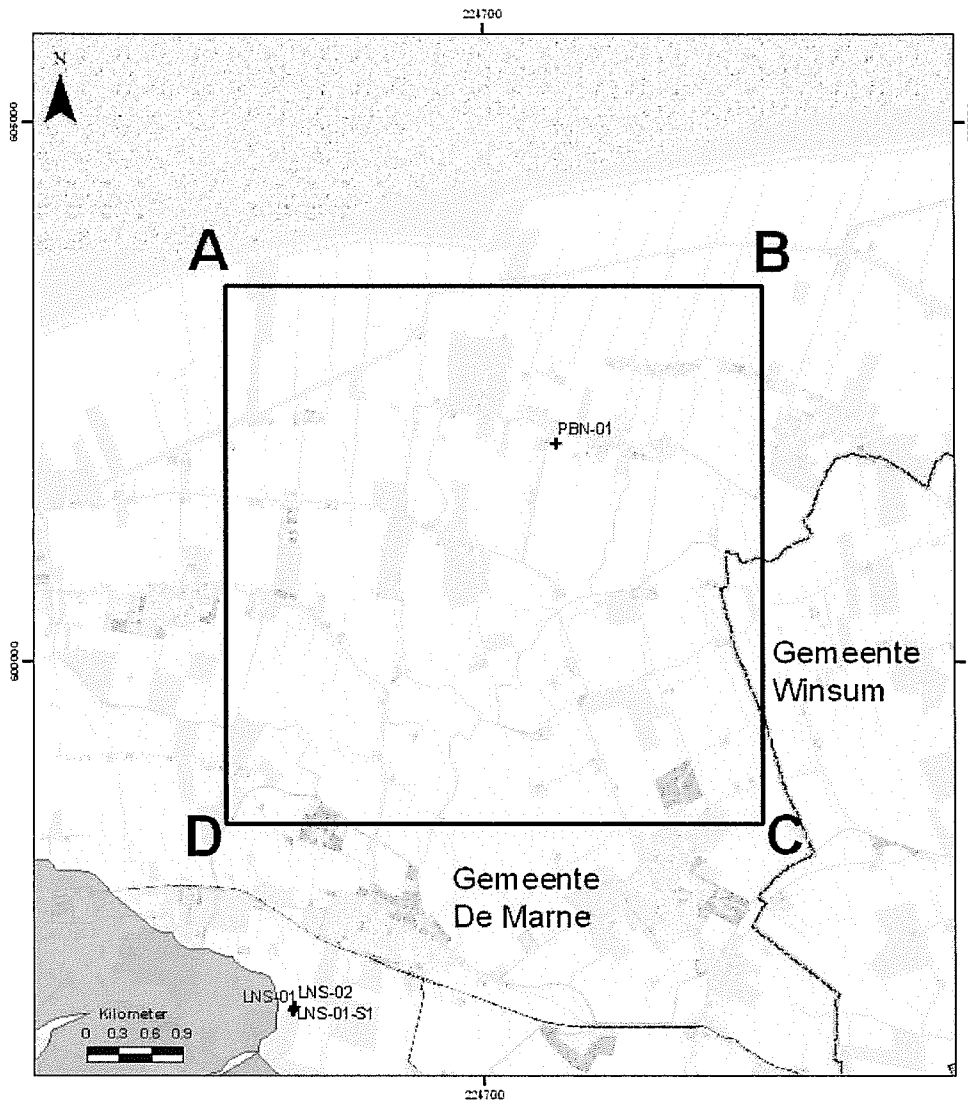 224700
N
605000
A
B
PBN-01
600000
Gemeente
Winsum
D
C
Gemeente
De Marne
LNS-01
LNS-02
LNS-01-S1
Kilometer
0 0.3 0.6 0.9
224700